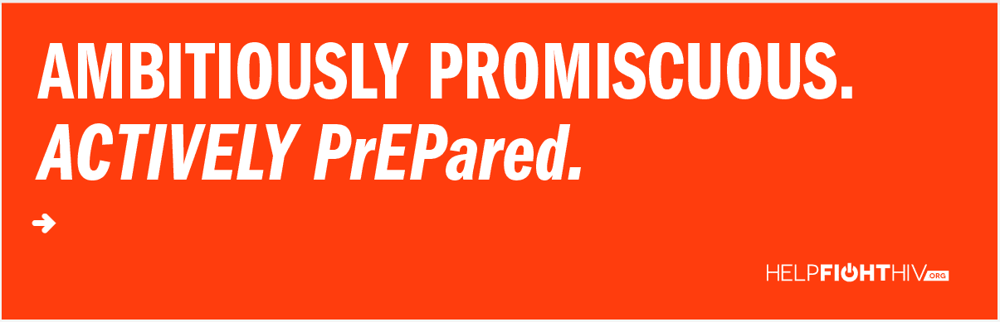 AMBITIOUSLY PROMISCUOUS.
ACTIVELY PrEPared.
HELPFIGHTHIV.ORG